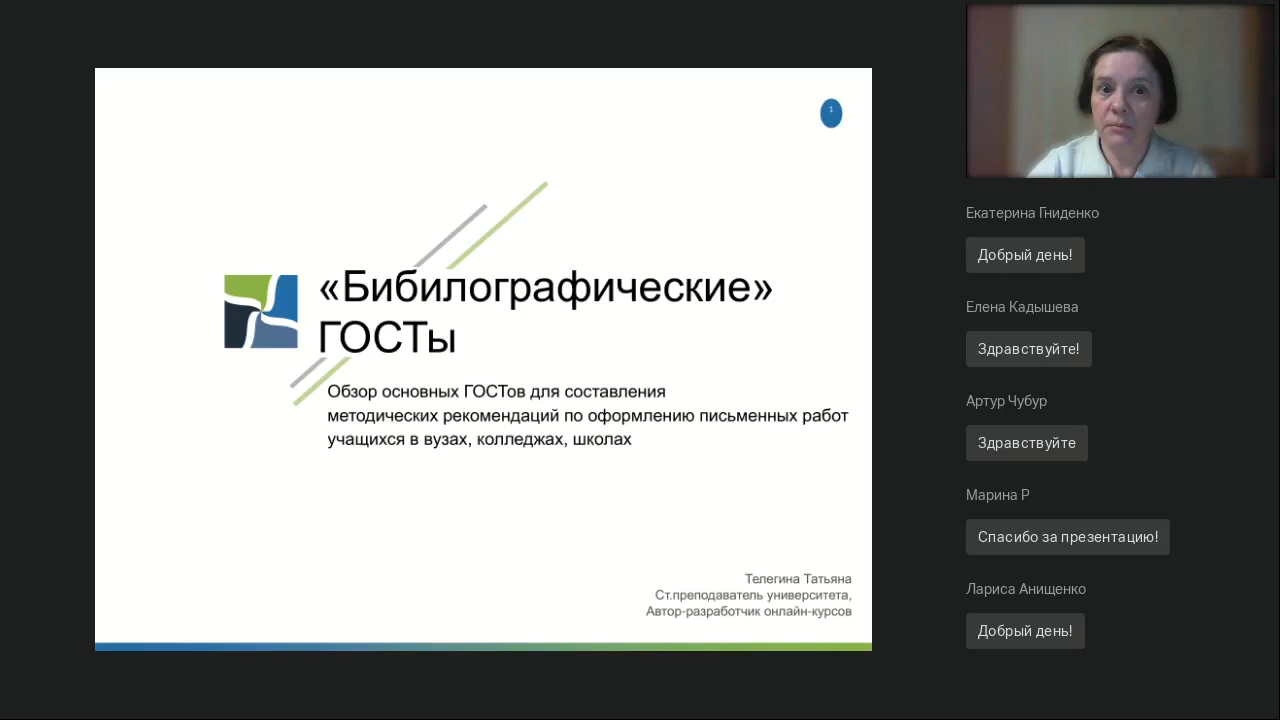 1
«Бибилографические»
ГОСТы
Обзор основных ГОСТов для составления
методических рекомендаций по оформлению письменных работ
учащихся в вузах, колледжах, школах
Телегина Татьяна
Ст.преподаватель университета,
Автор-разработчик онлайн-курсов
Екатерина Гниденко
Добрый день!
Елена Кадышева
Здравствуйте!
Артур Чубур
Здравствуйте
Марина Р
Спасибо за презентацию!
Лариса Анищенко
Добрый день!